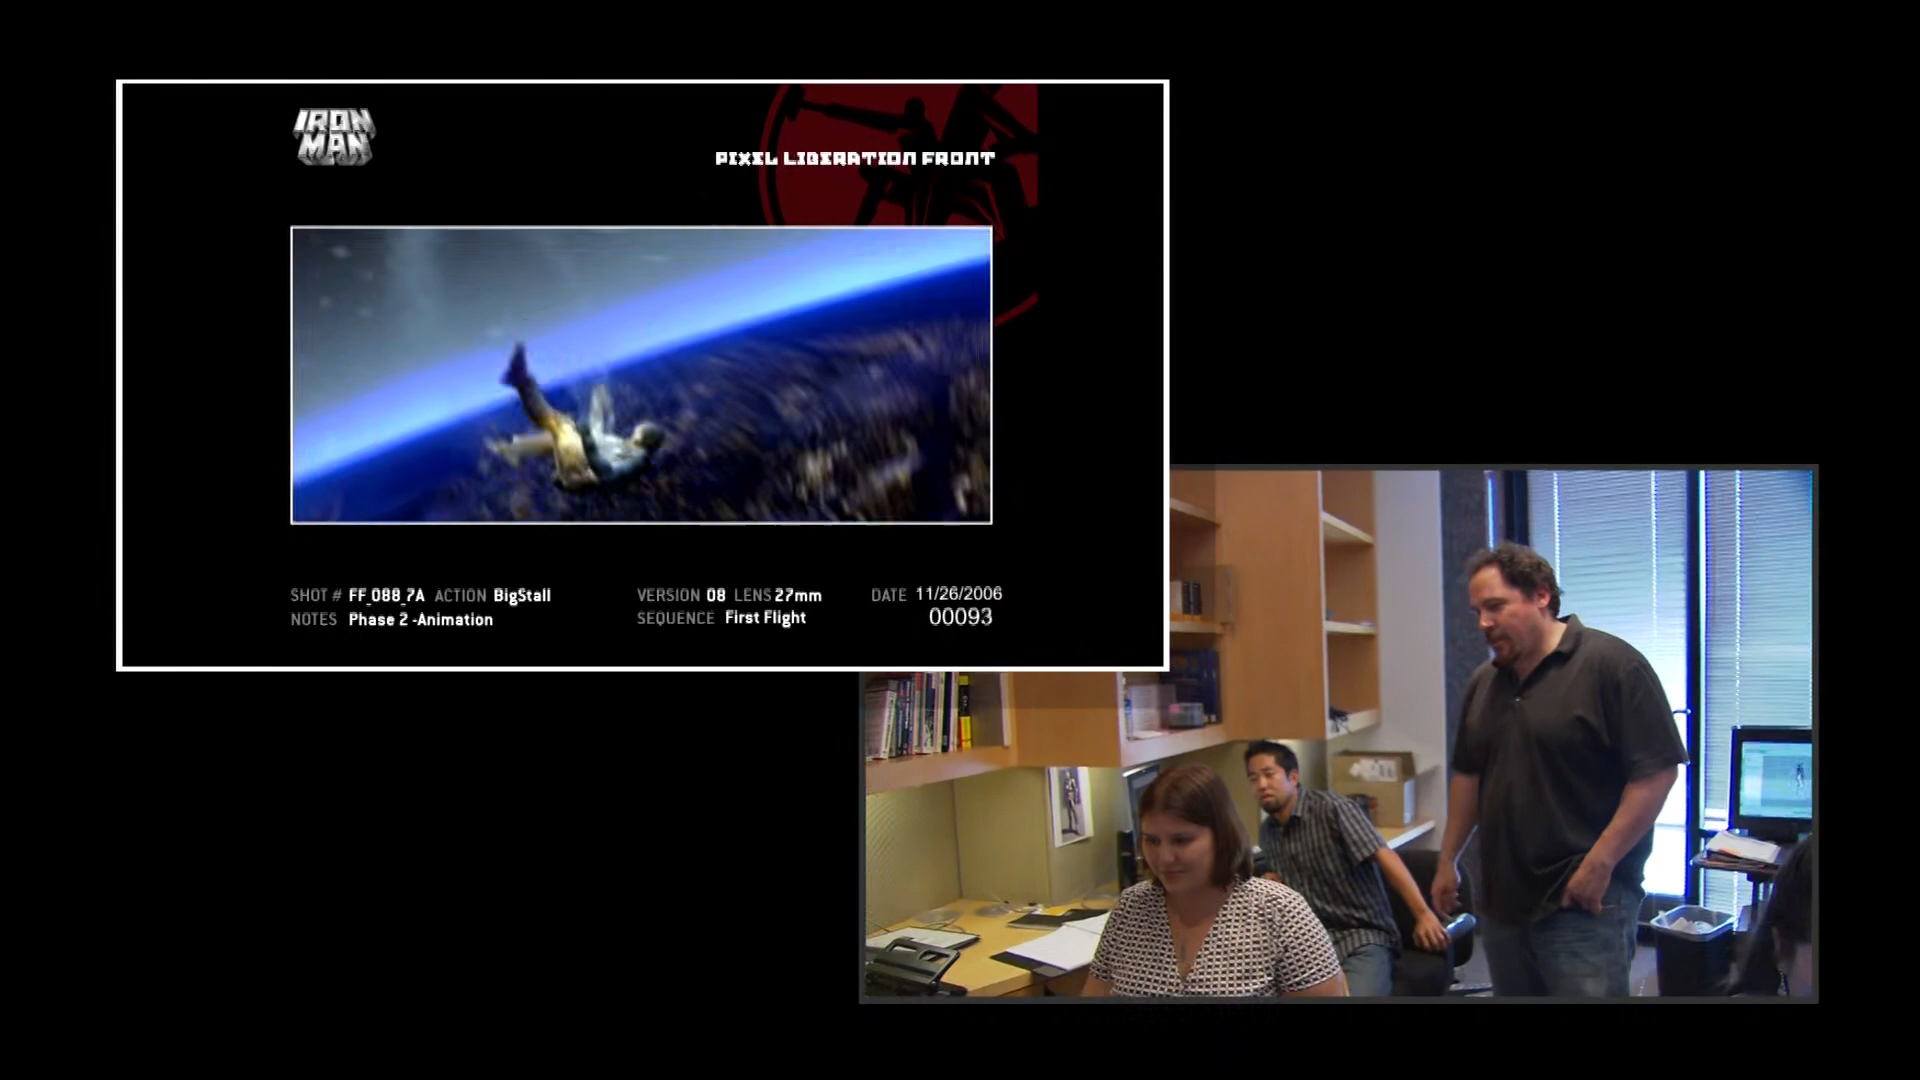 IRON
MAN
PIXEL LIBERATION FRONT
SHOT # FF_088_7A ACTION BigStall
VERSION 08 LENS 27mm
DATE 11/26/2006
NOTES Phase 2 -Animation
SEQUENCE First Flight
00093